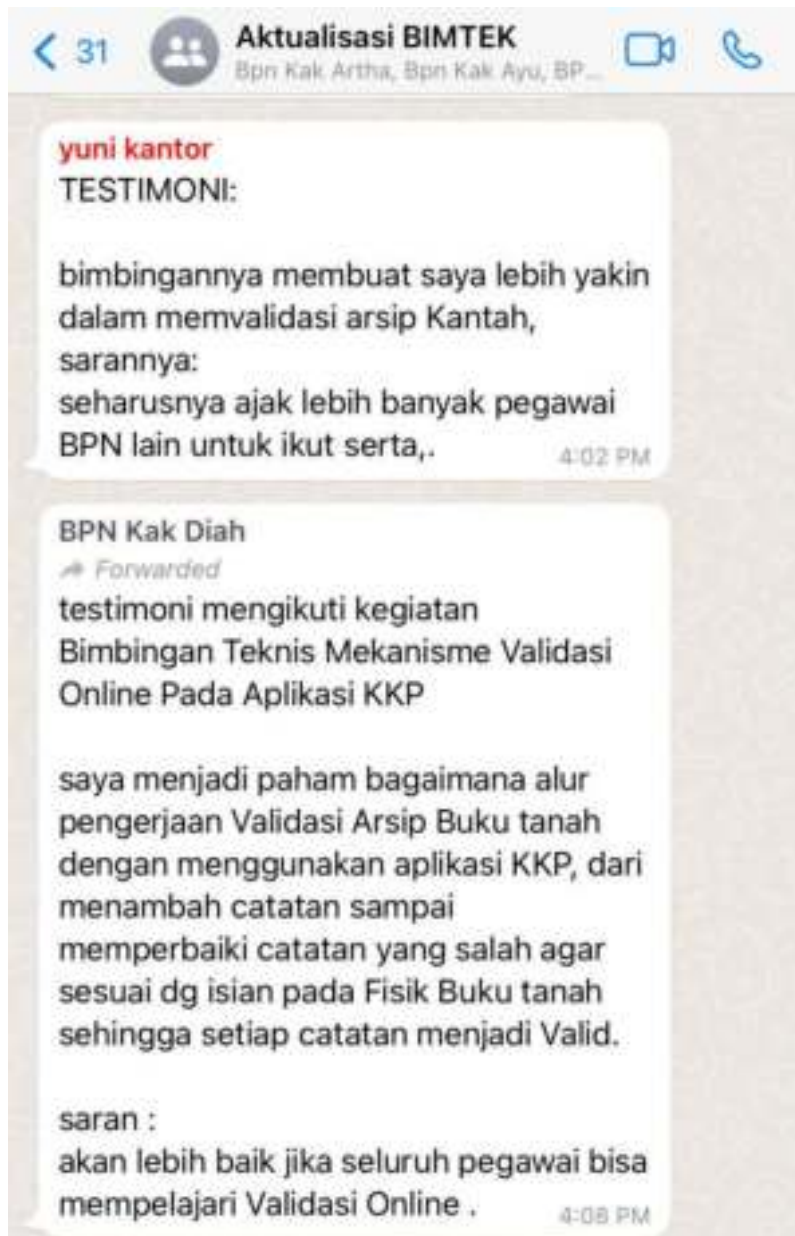 31
Aktualisasi BIMTEK
Bpn Kak Artha, Bpn Kak Ayu, BP...
yuni kantor
TESTIMONI:
bimbingannya membuat saya lebih yakin
dalam memvalidasi arsip Kantah,
sarannya:
seharusnya ajak lebih banyak pegawai
BPN lain untuk ikut serta,.
4:02 PM
BPN Kak Diah
Forwarded
testimoni mengikuti kegiatan
Bimbingan Teknis Mekanisme Validasi
Online Pada Aplikasi KKP
saya menjadi paham bagaimana alur
pengerjaan Validasi Arsip Buku tanah
dengan menggunakan aplikasi KKP, dari
menambah catatan sampai
memperbaiki catatan yang salah agar
sesuai dg isian pada Fisik Buku tanah
sehingga setiap catatan menjadi Valid.
saran :
akan lebih baik jika seluruh pegawai bisa
mempelajari Validasi Online .
4:08 PM